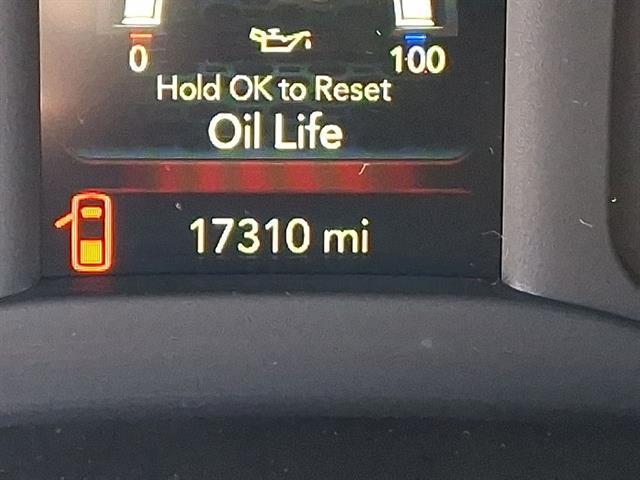 0 100
Hold OK to Reset
Oil Life
17310 mi